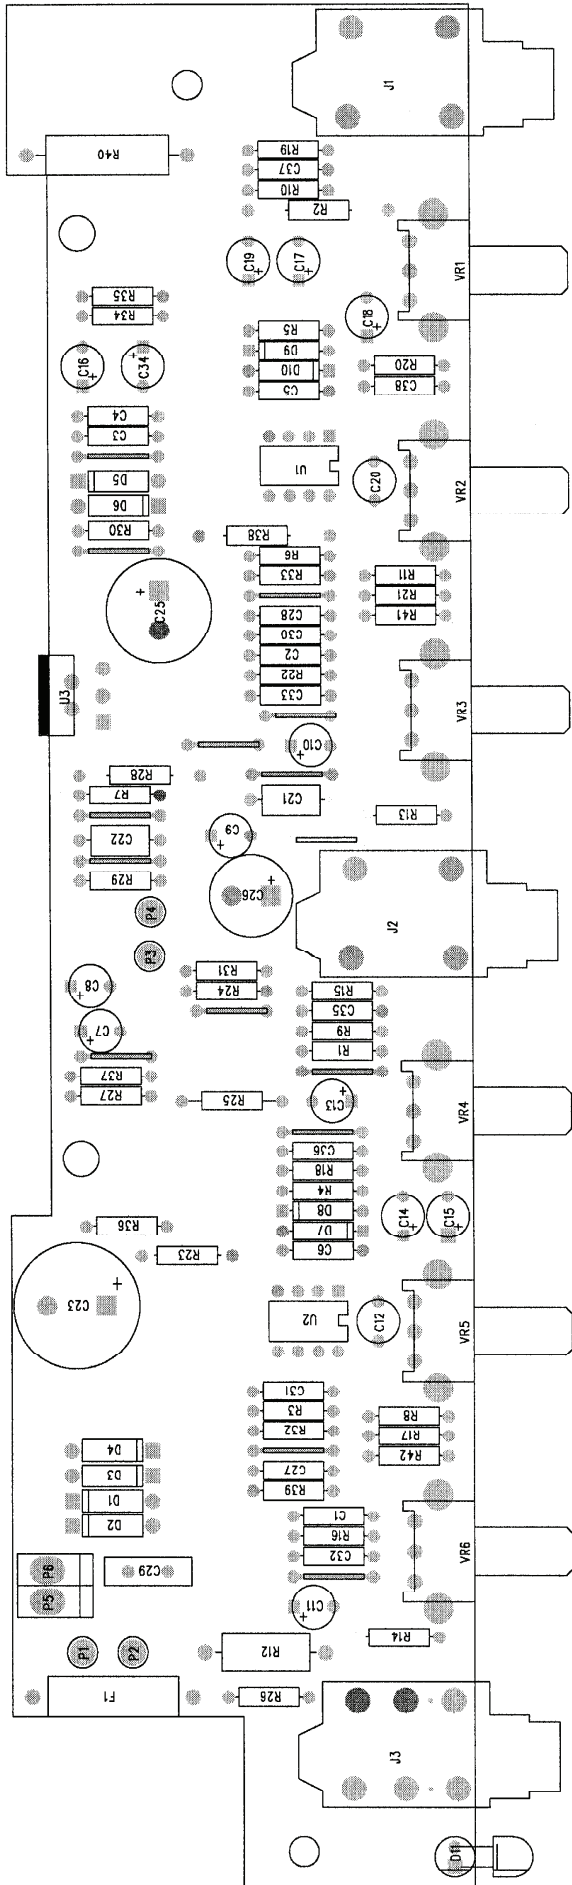 J1
R40
R19
C37
R10
R2
C19
C17
VR1
R35
R34
C18
R5
D9
D10
C5
C16
C34
R20
C38
C4
C3
U1
D5
D6
C20
VR2
R30
R38
R6
R33
R11
R21
R41
C25
C28
C30
C2
R22
C33
U3
VR3
C10
R28
R7
C21
R13
C22
C9
R29
C26
P4
J2
P3
R31
R24
C8
R15
C35
R9
R1
C7
R37
R27
R25
C13
VR4
C36
R18
R4
D8
D7
C6
C14
C15
R36
R23
C23
U2
C12
VR5
C31
R3
R32
R8
R17
R42
D4
D3
D1
D2
C27
R39
C1
R16
C32
VR6
P6
P5
C29
C11
R14
P1
P2
R12
F1
R26
J3
D11